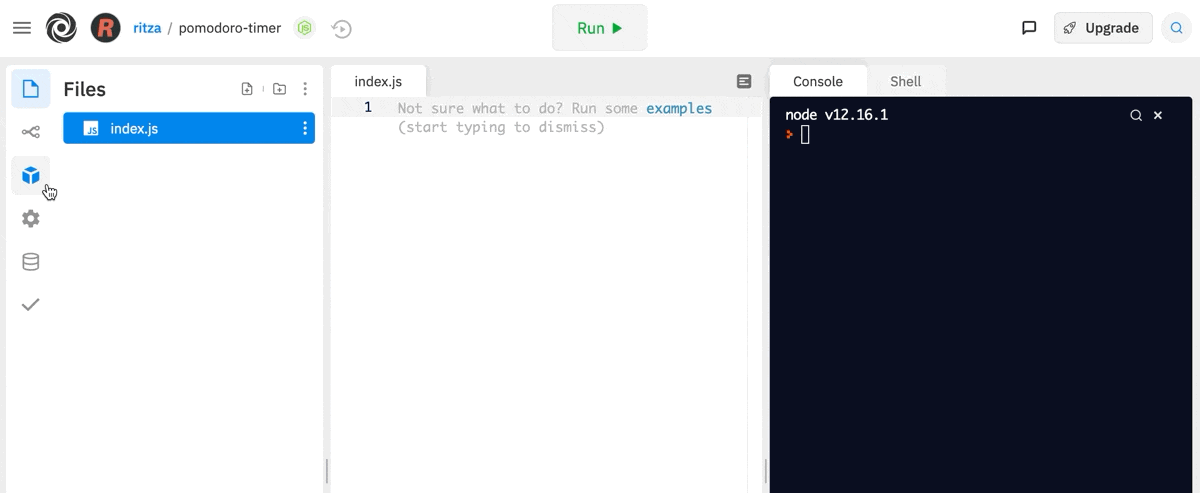 R ritza / pomodoro-timer JS
Run
Upgrade
Files
JS index.js
index.js
1 Not sure what to do? Run some examples
(start typing to dismiss)
Console Shell
node v12.16.1